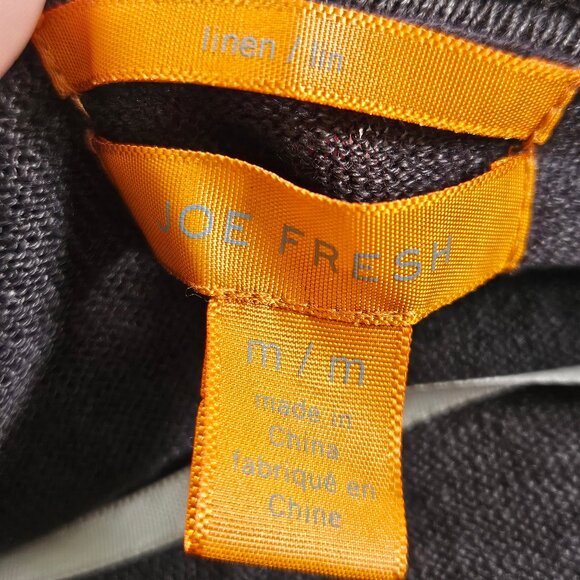 linen / lin
JOE FRESH
m / m
made in
China
fabriqué en
Chine